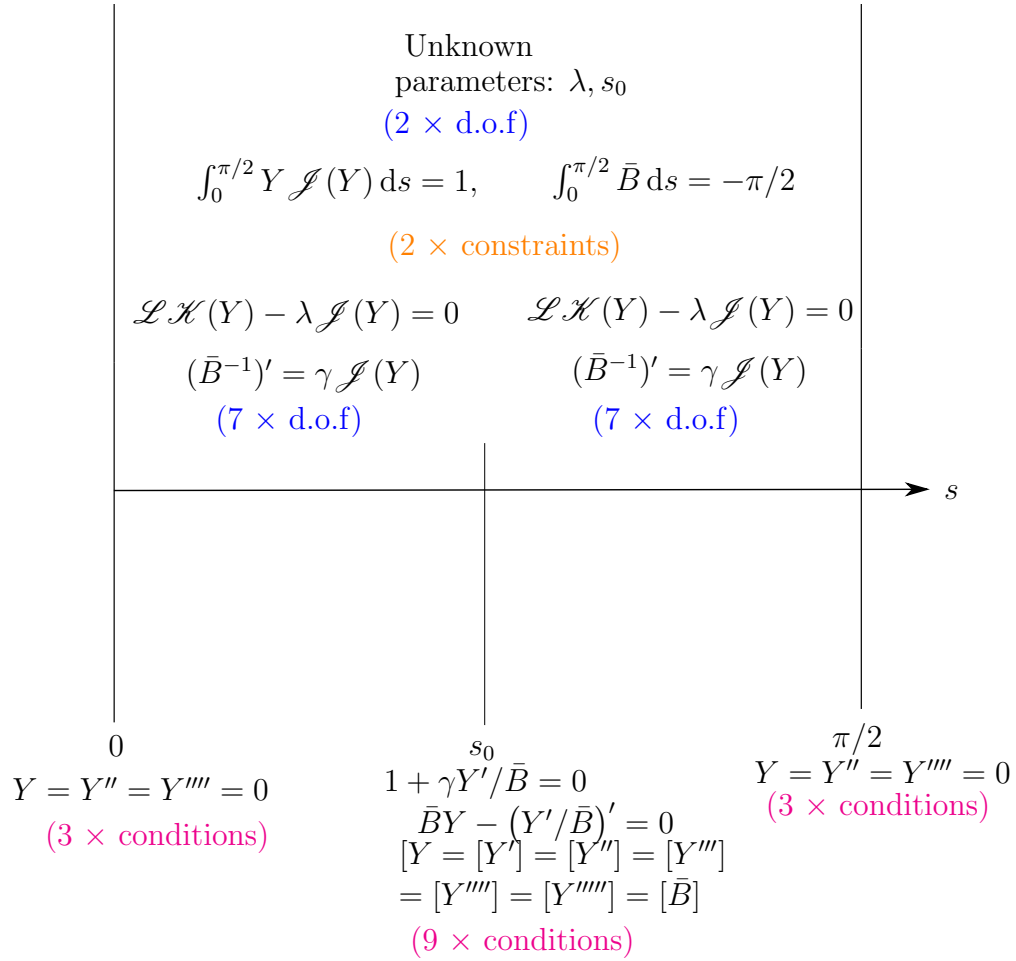 Unknown
parameters: λ, s₀
(2 × d.o.f)
∫₀^{π/2} Y 𝒥(Y) ds = 1, ∫₀^{π/2} B̄ ds = −π/2
(2 × constraints)
ℒ𝒦(Y) − λ𝒥(Y) = 0 ℒ𝒦(Y) − λ𝒥(Y) = 0
(B̄⁻¹)′ = γ𝒥(Y) (B̄⁻¹)′ = γ𝒥(Y)
(7 × d.o.f) (7 × d.o.f)
s
0 s₀ π/2
Y = Y″ = Y⁗ = 0 1 + γY′/B̄ = 0 Y = Y″ = Y⁗ = 0
(3 × conditions) B̄Y − (Y′/B̄)′ = 0 (3 × conditions)
[Y = [Y′] = [Y″] = [Y‴]
= [Y⁗] = [Y′′′′′] = [B̄]
(9 × conditions)